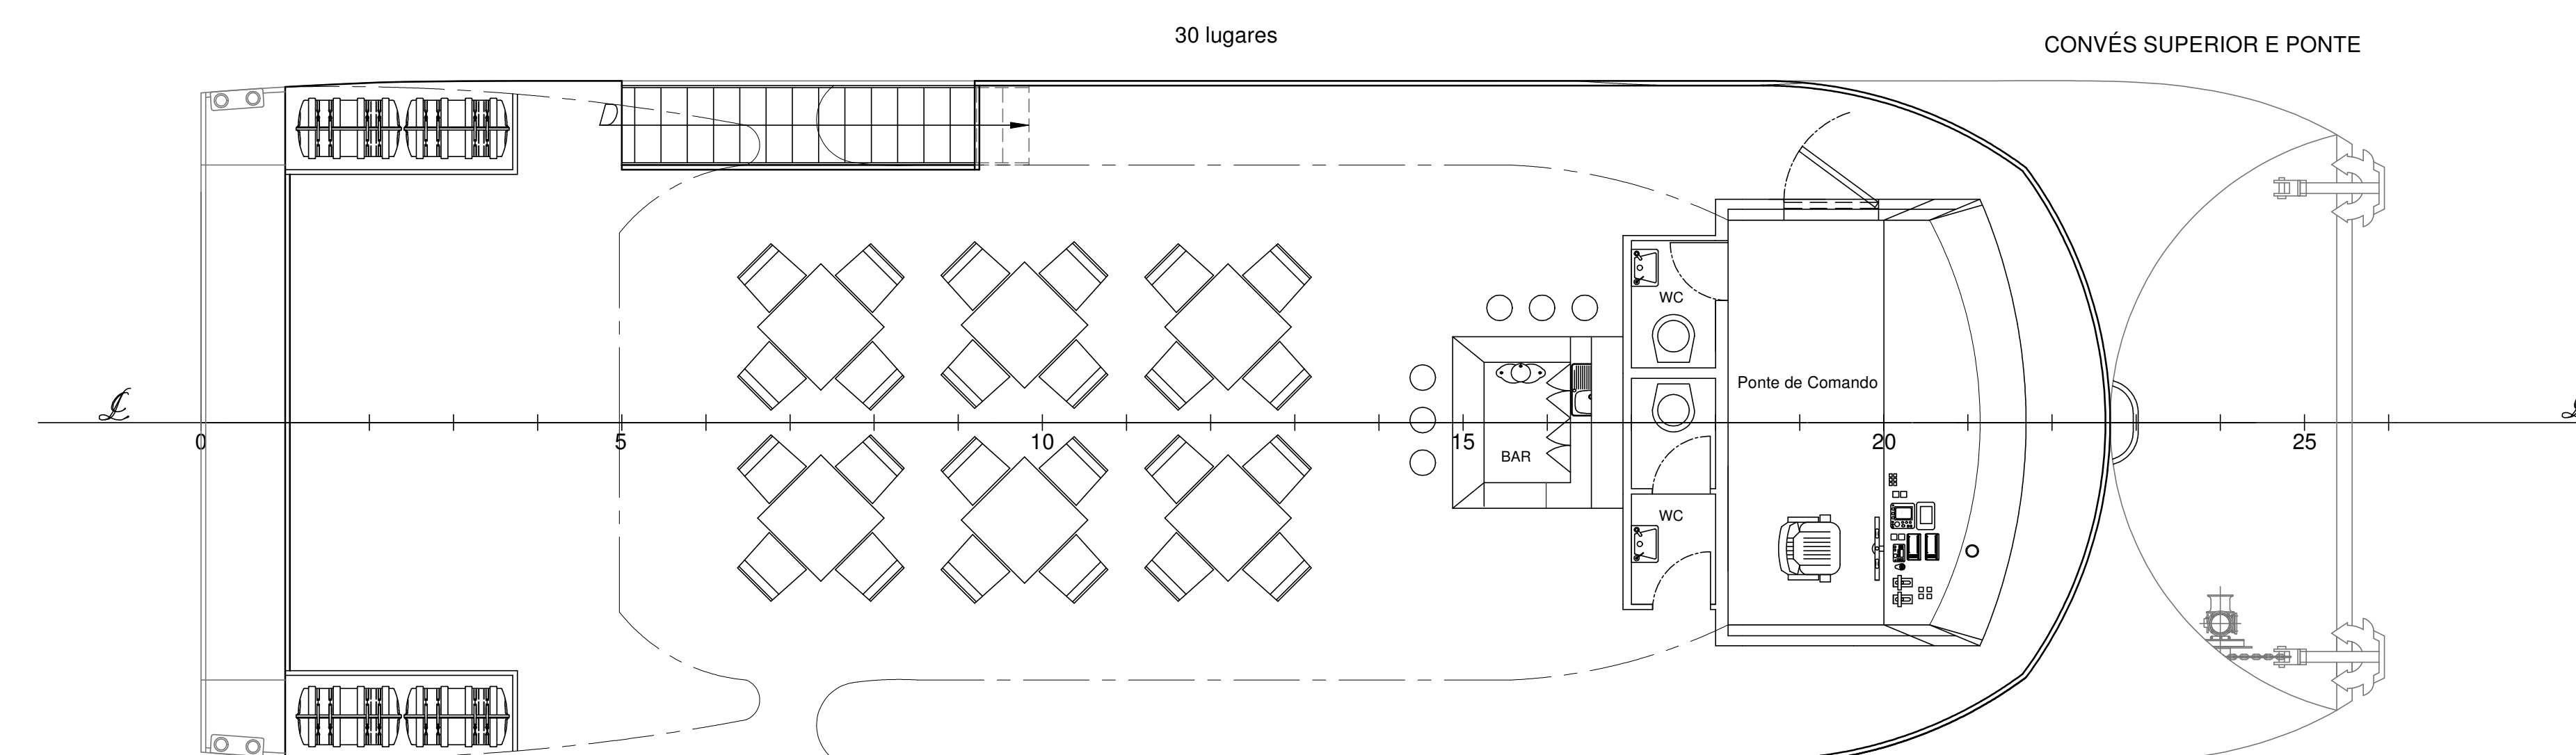 30 lugares
CONVÉS SUPERIOR E PONTE
D
WC
Ponte de Comando
℄
0
5
10
15
20
25
BAR
WC